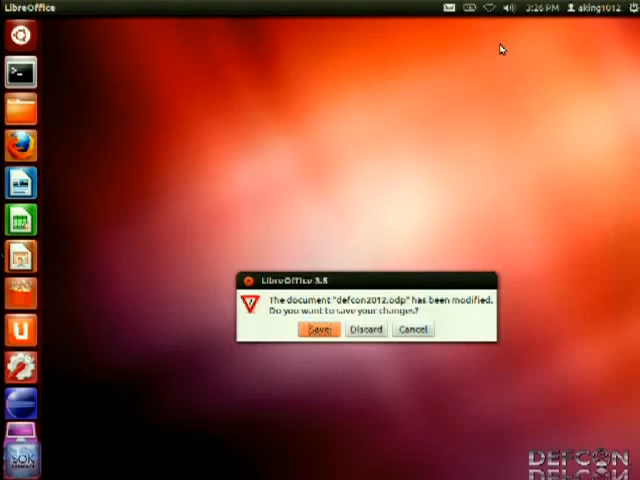 LibreOffice
3:26 PM
aking1012
LibreOffice 3.5
The document "defcon2012.odp" has been modified.
Do you want to save your changes?
Save
Discard
Cancel
SOK
DEFCON